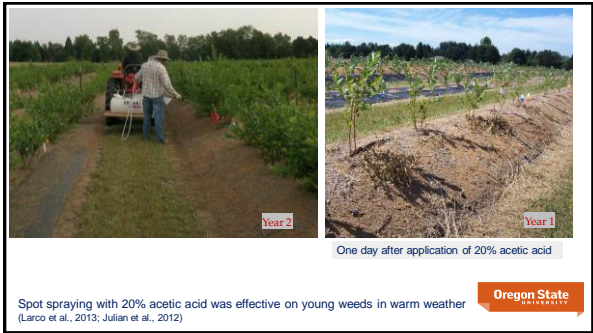 Year 2
Year 1
One day after application of 20% acetic acid
Spot spraying with 20% acetic acid was effective on young weeds in warm weather
(Larco et al., 2013; Julian et al., 2012)
Oregon State
UNIVERSITY